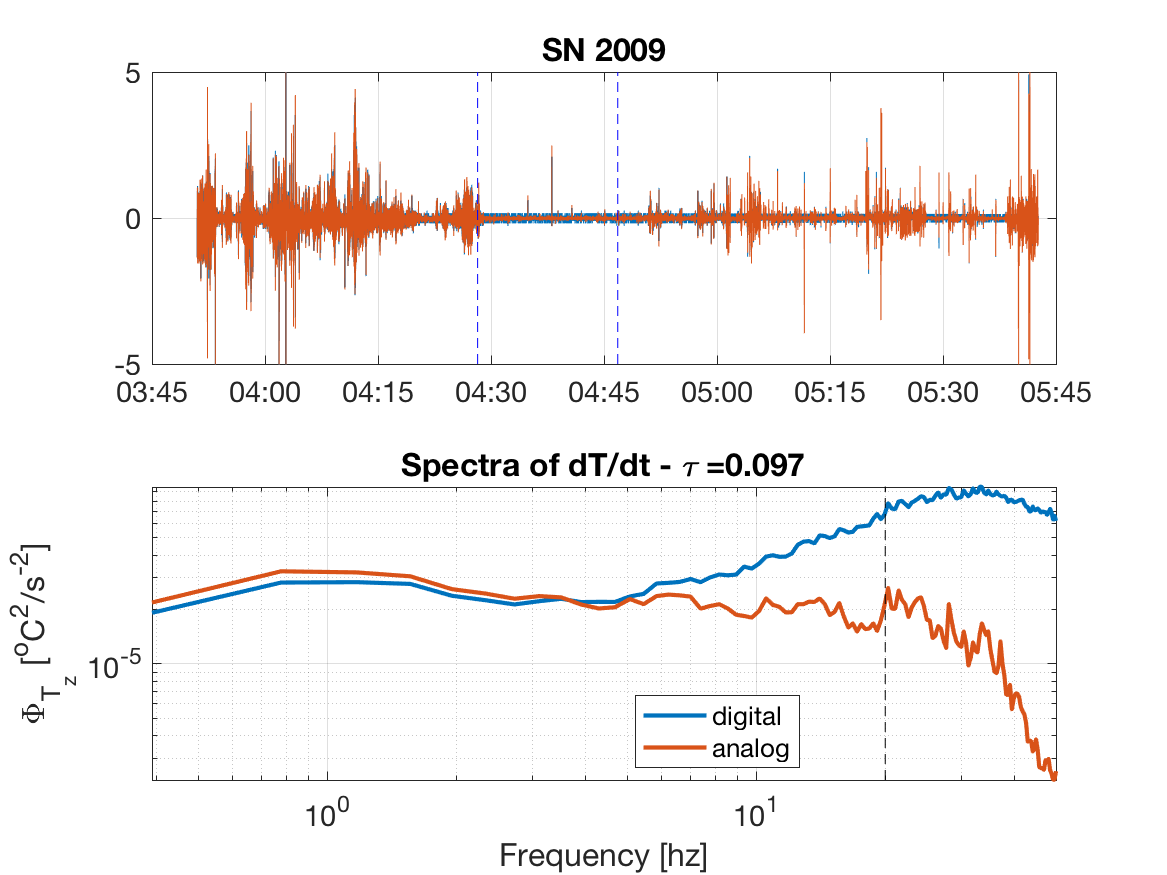 SN 2009
5
0
-5
03:45 04:00 04:15 04:30 04:45 05:00 05:15 05:30 05:45
Spectra of dT/dt - τ =0.097
Φ_{T_z} [°C²/s⁻²]
10⁻⁵
digital
analog
10⁰ 10¹
Frequency [hz]